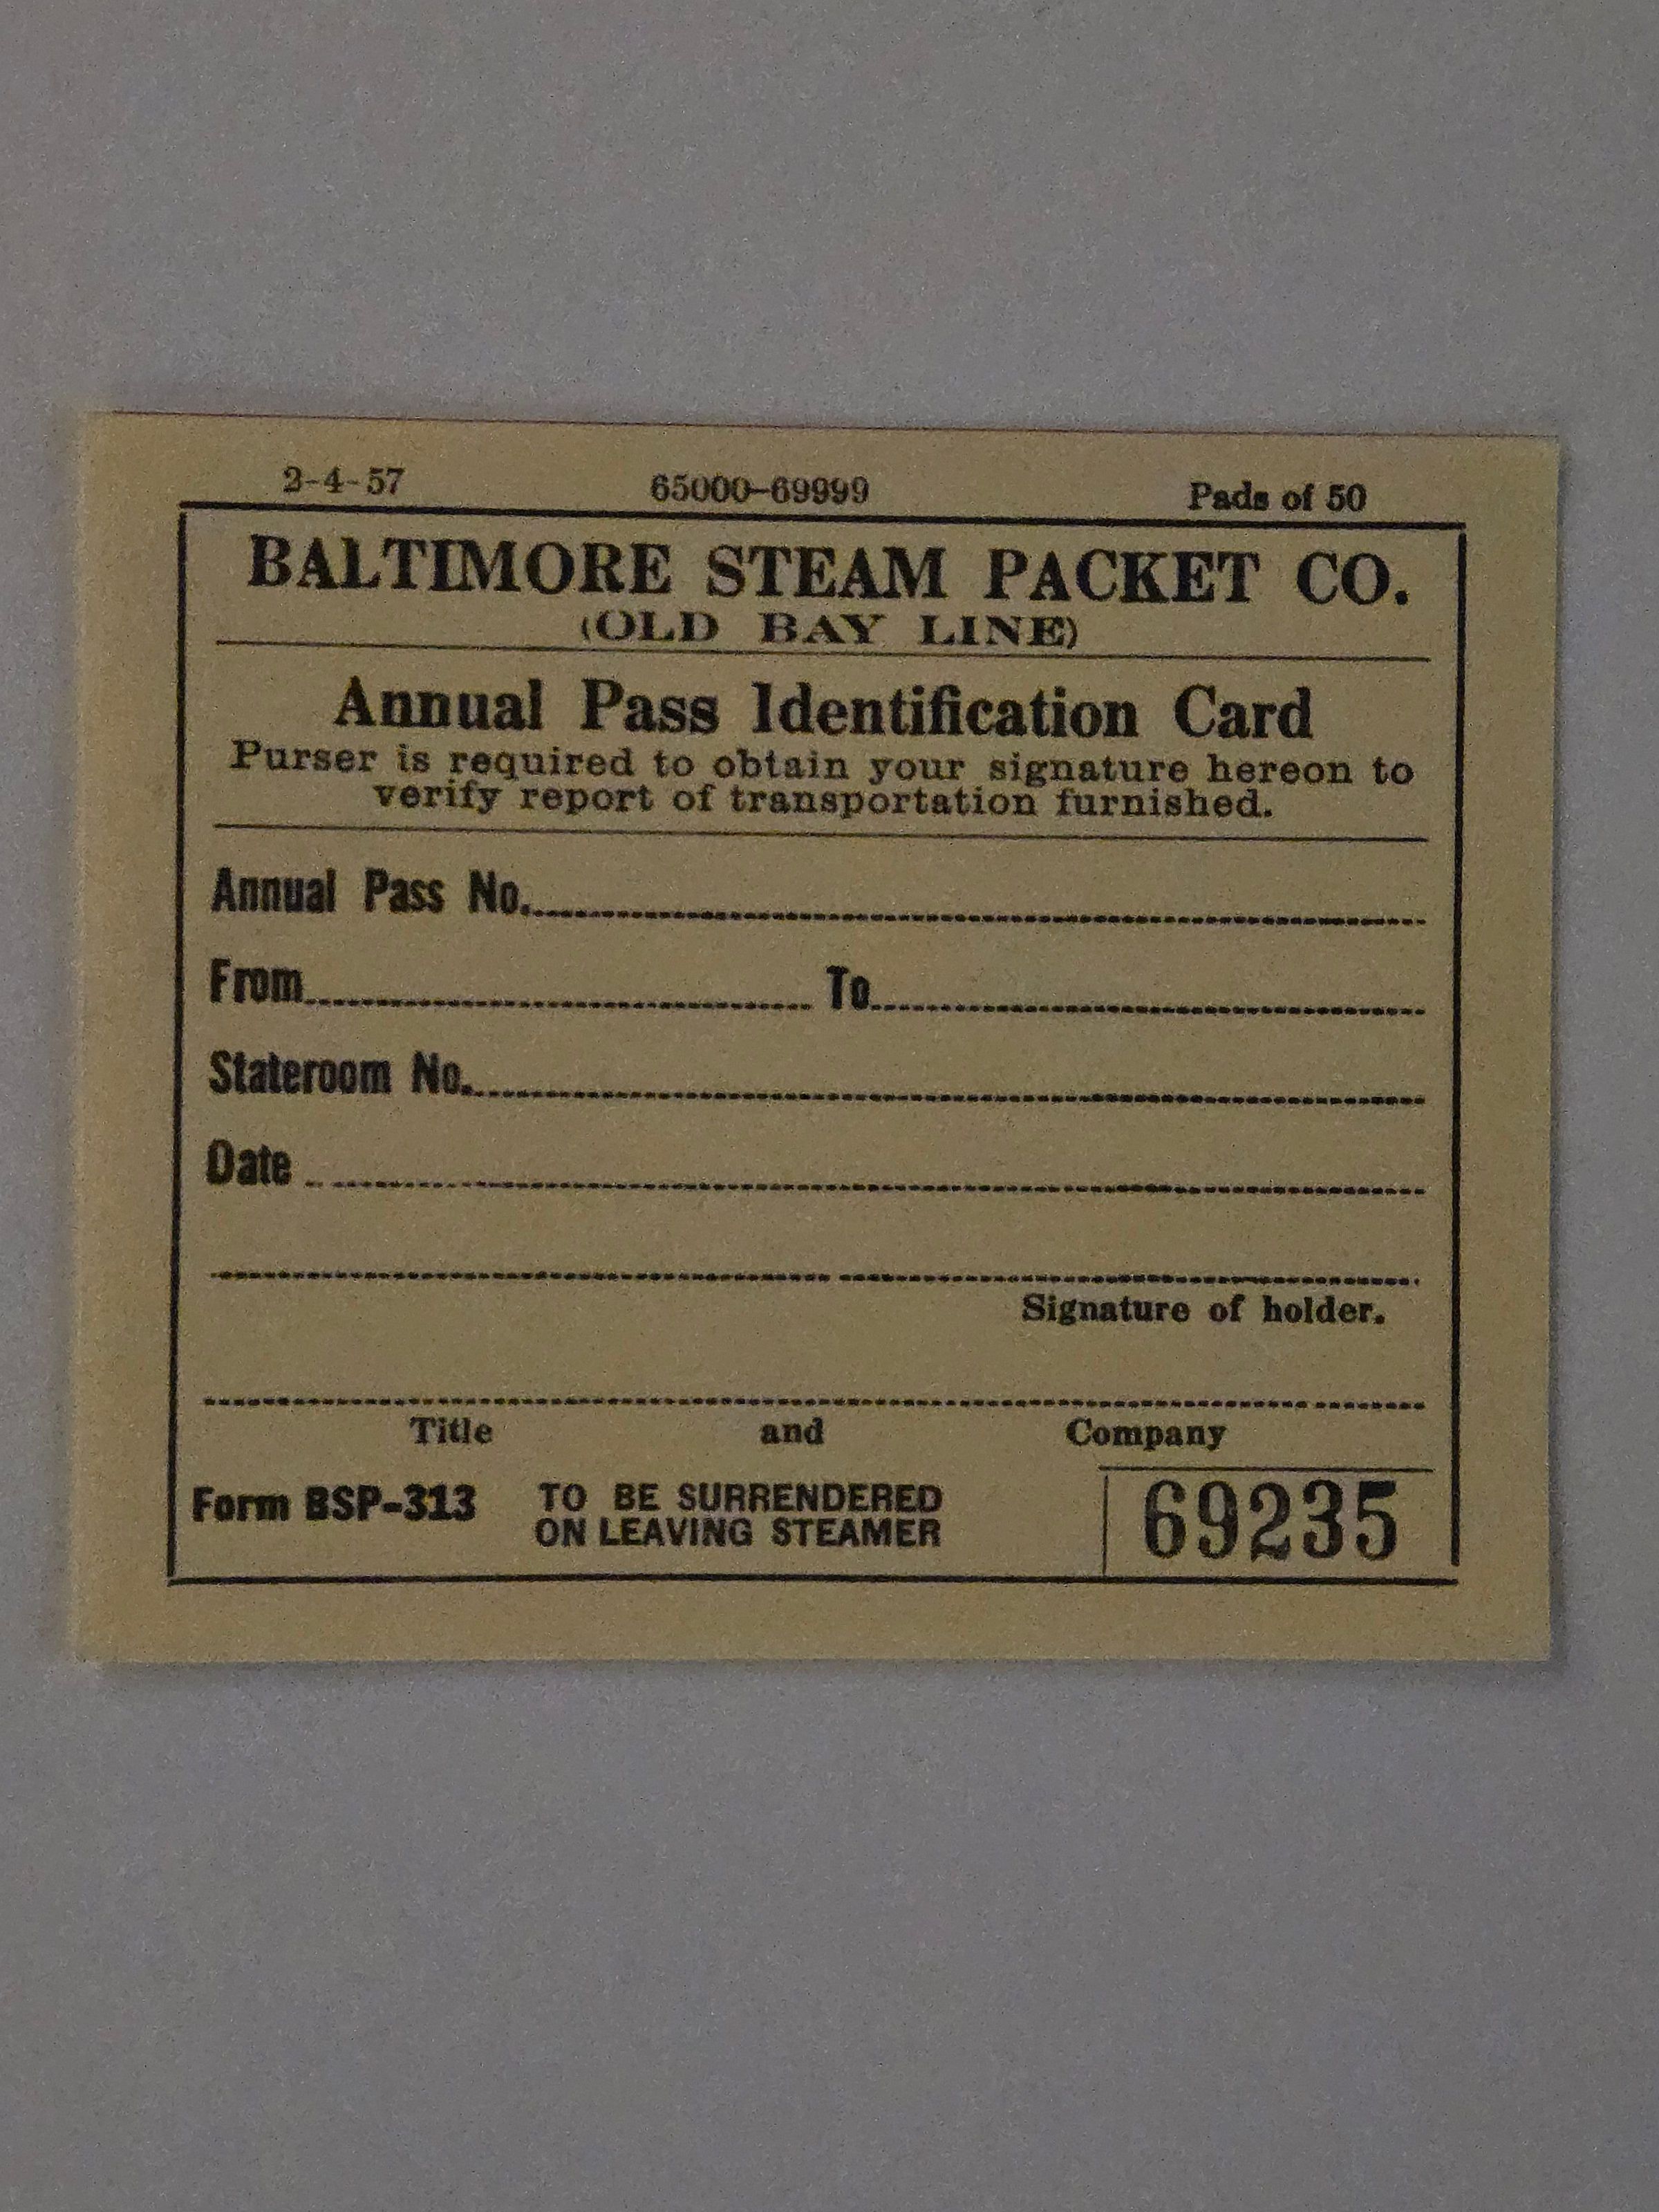 2-4-57 65000-69999 Pads of 50
BALTIMORE STEAM PACKET CO.
(OLD BAY LINE)
Annual Pass Identification Card
Purser is required to obtain your signature hereon to
verify report of transportation furnished.
Annual Pass No.
From To
Stateroom No.
Date
Signature of holder.
Title and Company
Form BSP-313 TO BE SURRENDERED
ON LEAVING STEAMER
69235